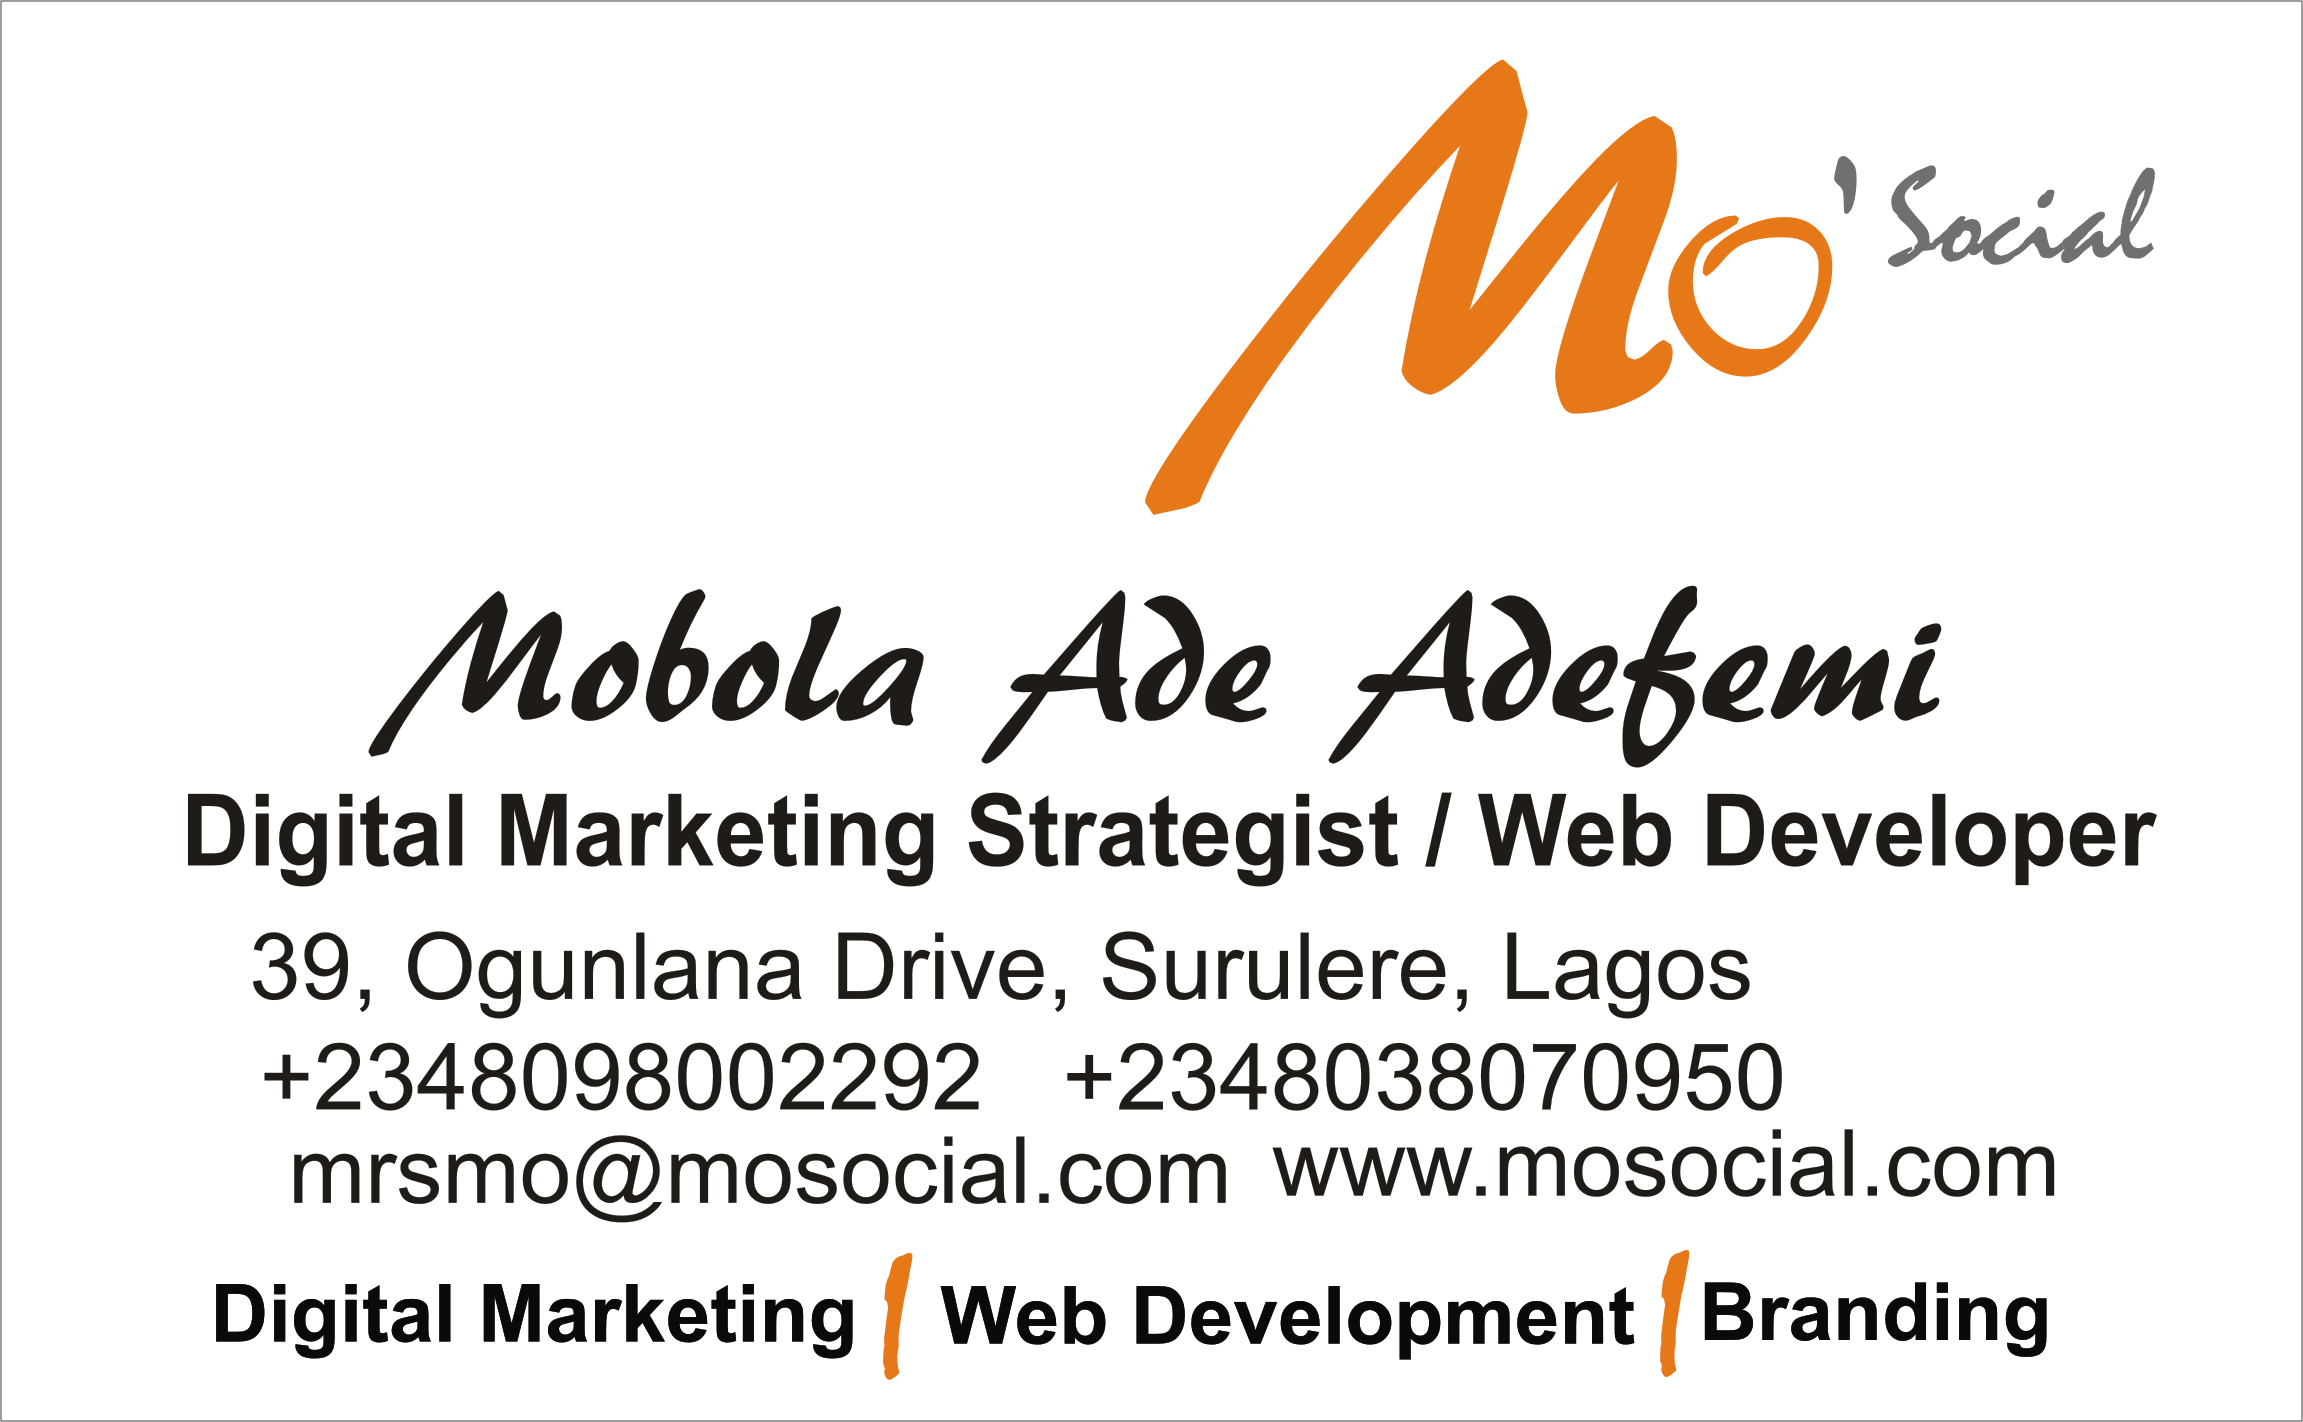 Mo' Social
Mobola Ade Adefemi
Digital Marketing Strategist / Web Developer
39, Ogunlana Drive, Surulere, Lagos
+2348098002292 +2348038070950
mrsmo@mosocial.com www.mosocial.com
Digital Marketing | Web Development | Branding